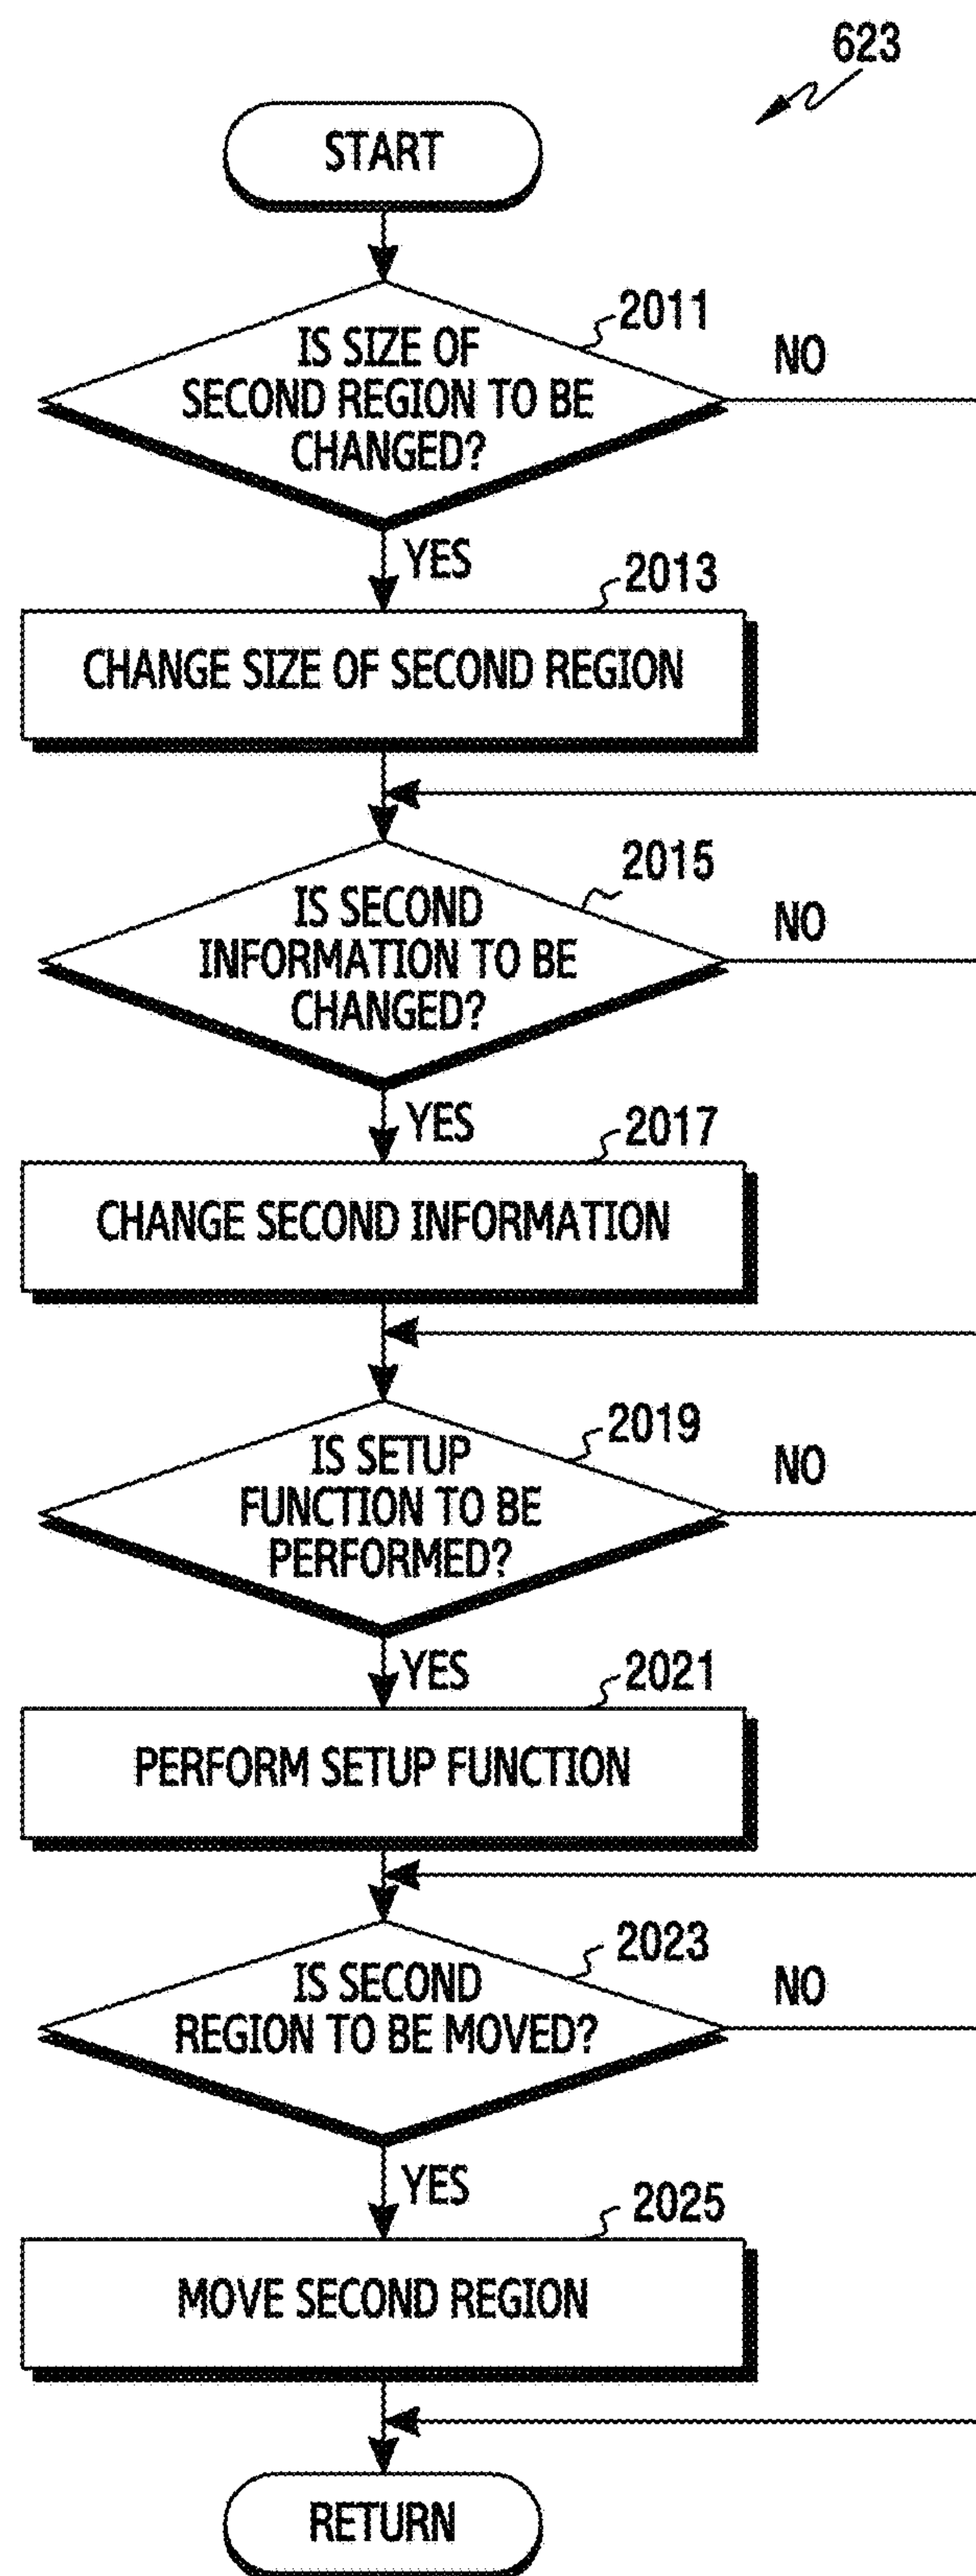 623
START
2011
IS SIZE OF
SECOND REGION TO BE
CHANGED?
NO
YES
2013
CHANGE SIZE OF SECOND REGION
2015
IS SECOND
INFORMATION TO BE
CHANGED?
NO
YES
2017
CHANGE SECOND INFORMATION
2019
IS SETUP
FUNCTION TO BE
PERFORMED?
NO
YES
2021
PERFORM SETUP FUNCTION
2023
IS SECOND
REGION TO BE MOVED?
NO
YES
2025
MOVE SECOND REGION
RETURN